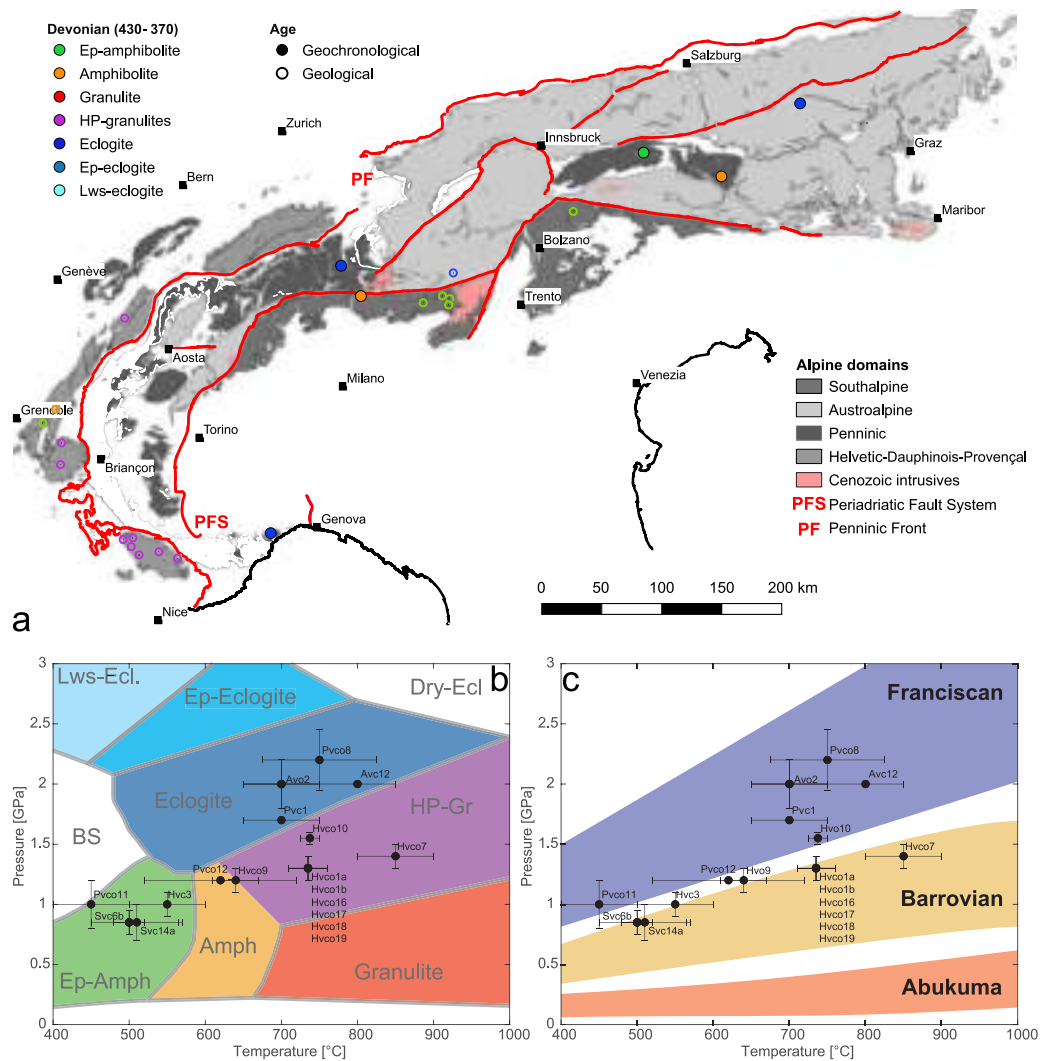 Devonian (430- 370)
Ep-amphibolite
Amphibolite
Granulite
HP-granulites
Eclogite
Ep-eclogite
Lws-eclogite
Age
Geochronological
Geological
Salzburg
Zurich
Innsbruck
Graz
Bern
PF
Maribor
Bolzano
Genève
Trento
Aosta
Milano
Venezia
Grenoble
Torino
Briançon
PFS
Genova
Nice
Alpine domains
Southalpine
Austroalpine
Penninic
Helvetic-Dauphinois-Provençal
Cenozoic intrusives
PFS Periadriatic Fault System
PF Penninic Front
0 50 100 150 200 km
a
b
Pressure [GPa]
3
2.5
2
1.5
1
0.5
0
400 500 600 700 800 900 1000
Temperature [°C]
Lws-Ecl.
Ep-Eclogite
Dry-Ecl
Eclogite
HP-Gr
BS
Amph
Ep-Amph
Granulite
Pvco8
Avo2
Avc12
Pvc1
Hvco10
Hvco7
Pvco12
Hvo9
Hvco1a
Hvco1b
Hvco16
Hvco17
Hvco18
Hvco19
Pvco11
Hvc3
Svc6b
Svc14a
c
Pressure [GPa]
3
2.5
2
1.5
1
0.5
0
400 500 600 700 800 900 1000
Temperature [°C]
Franciscan
Barrovian
Abukuma
Pvco8
Avo2
Avc12
Pvc1
Hvo10
Hvco7
Pvco12
Hvo9
Hvco1a
Hvco1b
Hvco16
Hvco17
Hvco18
Hvco19
Pvco11
Hvc3
Svc6b
Svc14a